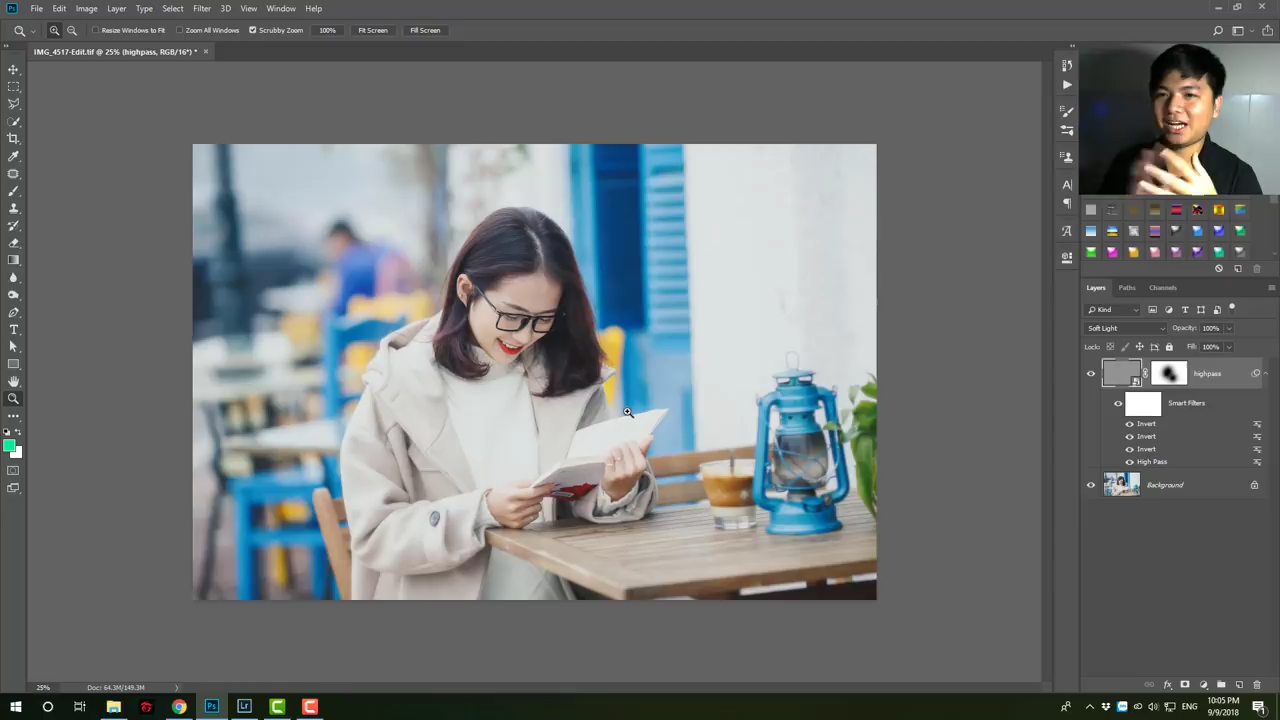 Ps File Edit Image Layer Type Select Filter 3D View Window Help
Resize Windows to Fit Zoom All Windows Scrubby Zoom 100% Fit Screen Fill Screen
IMG_4517-Edit.tif @ 25% (highpass, RGB/16*) * ×
Layers Paths Channels
Kind
Soft Light Opacity: 100%
Lock: Fill: 100%
highpass
Smart Filters
Invert
Invert
Invert
High Pass
Background
25% Doc: 64.3M/149.3M
Ps Lr ENG 10:05 PM
9/9/2018